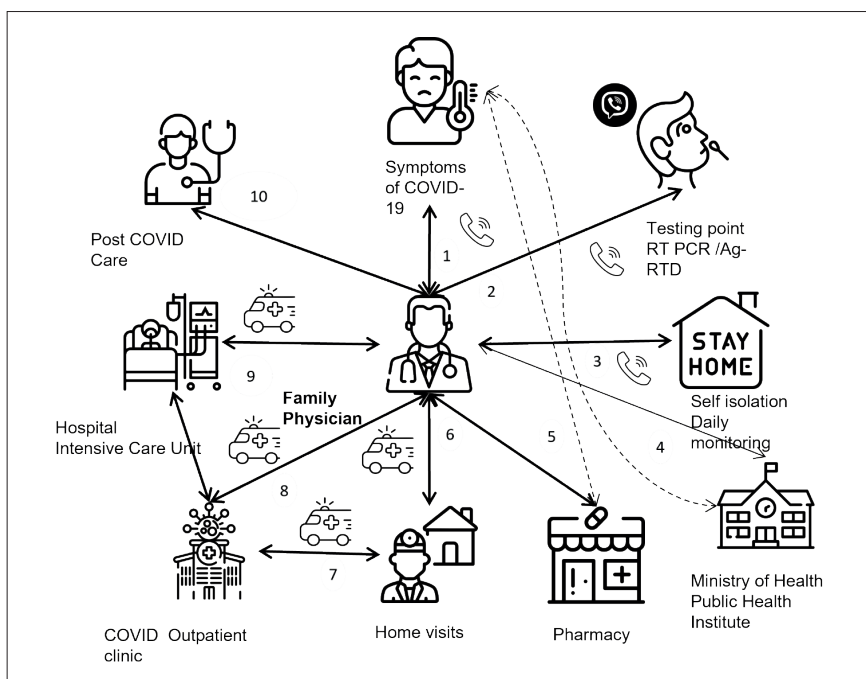 Symptoms
of COVID-
19
10
Post COVID
Care
1
2
Testing point
RT PCR /Ag-
RTD
STAY
HOME
3
9
Family
Physician
Self isolation
Daily
monitoring
Hospital
Intensive Care Unit
6
5
4
8
7
Ministry of Health
Public Health
Institute
COVID  Outpatient
clinic
Home visits
Pharmacy